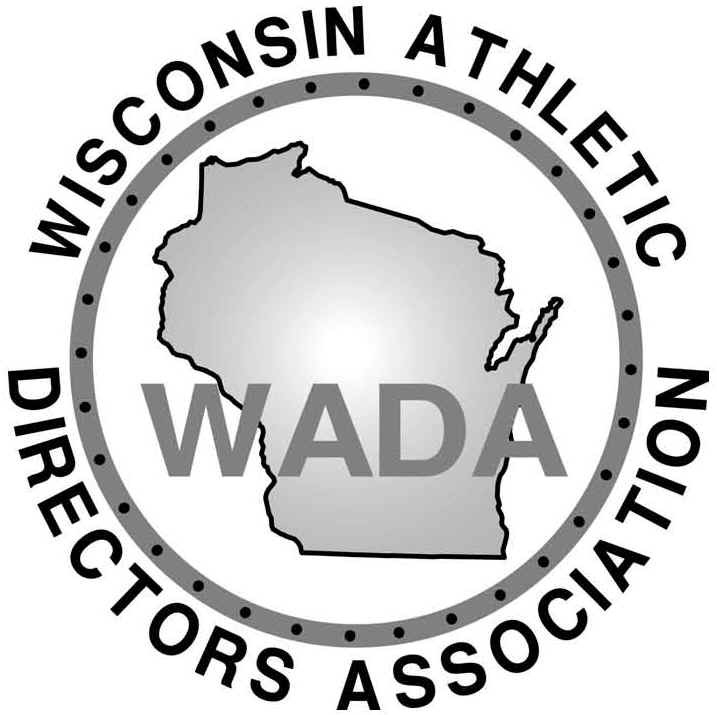 WISCONSIN ATHLETIC
WADA
DIRECTORS ASSOCIATION